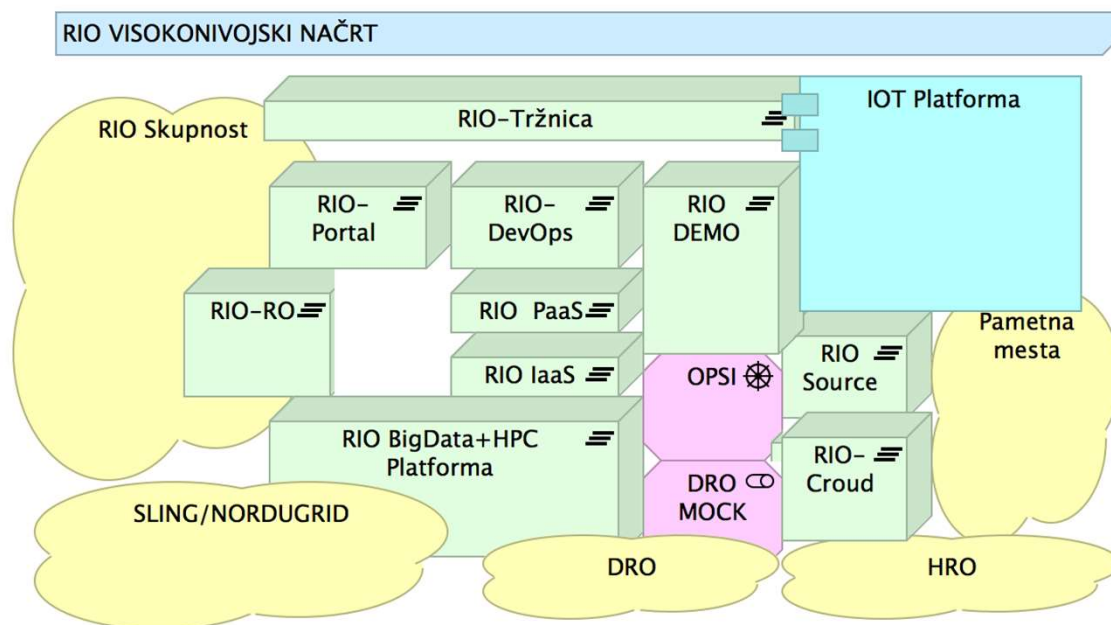 RIO VISOKONIVOJSKI NAČRT
RIO Skupnost
RIO-Tržnica
IOT Platforma
RIO-
Portal
RIO-
DevOps
RIO
DEMO
RIO-RO
RIO PaaS
RIO IaaS
OPSI
RIO
Source
Pametna
mesta
RIO BigData+HPC
Platforma
DRO
MOCK
RIO-
Croud
SLING/NORDUGRID
DRO
HRO